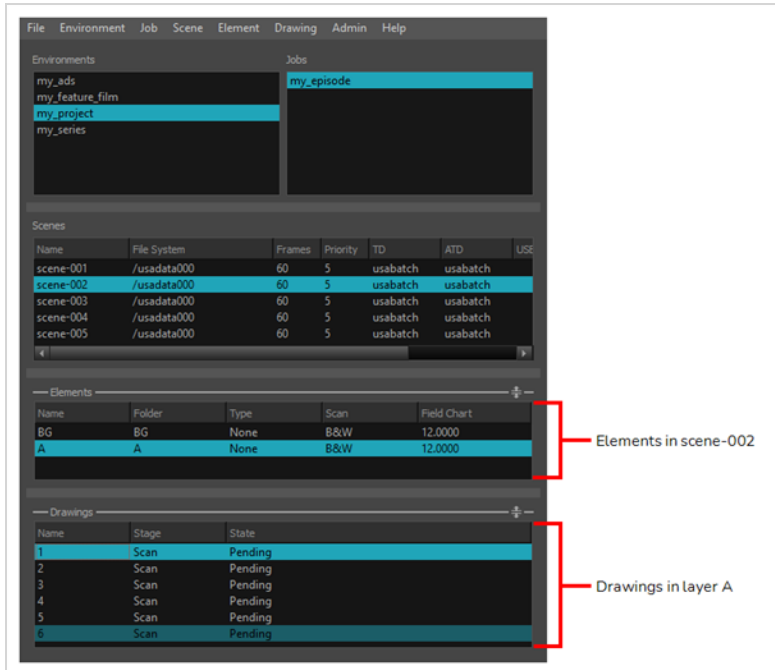 File Environment Job Scene Element Drawing Admin Help
Environments
my_ads
my_feature_film
my_project
my_series
Jobs
my_episode
Scenes
Name File System Frames Priority TD ATD USE
scene-001 /usadata000 60 5 usabatch usabatch
scene-002 /usadata000 60 5 usabatch usabatch
scene-003 /usadata000 60 5 usabatch usabatch
scene-004 /usadata000 60 5 usabatch usabatch
scene-005 /usadata000 60 5 usabatch usabatch
Elements
Name Folder Type Scan Field Chart
BG BG None B&W 12.0000
A A None B&W 12.0000
Elements in scene-002
Drawings
Name Stage State
1 Scan Pending
2 Scan Pending
3 Scan Pending
4 Scan Pending
5 Scan Pending
6 Scan Pending
Drawings in layer A